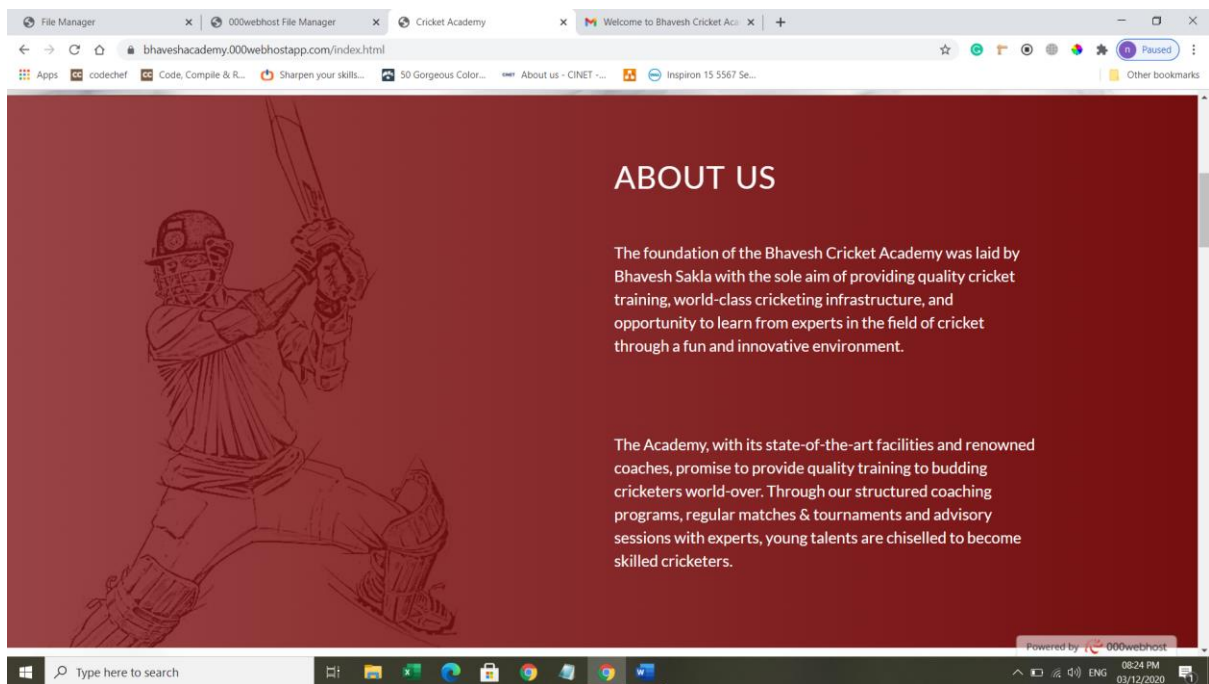 File Manager
000webhost File Manager
Cricket Academy
Welcome to Bhavesh Cricket Aca
bhaveshacademy.000webhostapp.com/index.html
n Paused
Apps
CC codechef
CC Code, Compile & R...
Sharpen your skills...
50 Gorgeous Color...
About us - CINET -...
Inspiron 15 5567 Se...
Other bookmarks
ABOUT US
The foundation of the Bhavesh Cricket Academy was laid by
Bhavesh Sakla with the sole aim of providing quality cricket
training, world-class cricketing infrastructure, and
opportunity to learn from experts in the field of cricket
through a fun and innovative environment.
The Academy, with its state-of-the-art facilities and renowned
coaches, promise to provide quality training to budding
cricketers world-over. Through our structured coaching
programs, regular matches & tournaments and advisory
sessions with experts, young talents are chiselled to become
skilled cricketers.
Powered by 000webhost
Type here to search
ENG
08:24 PM
03/12/2020